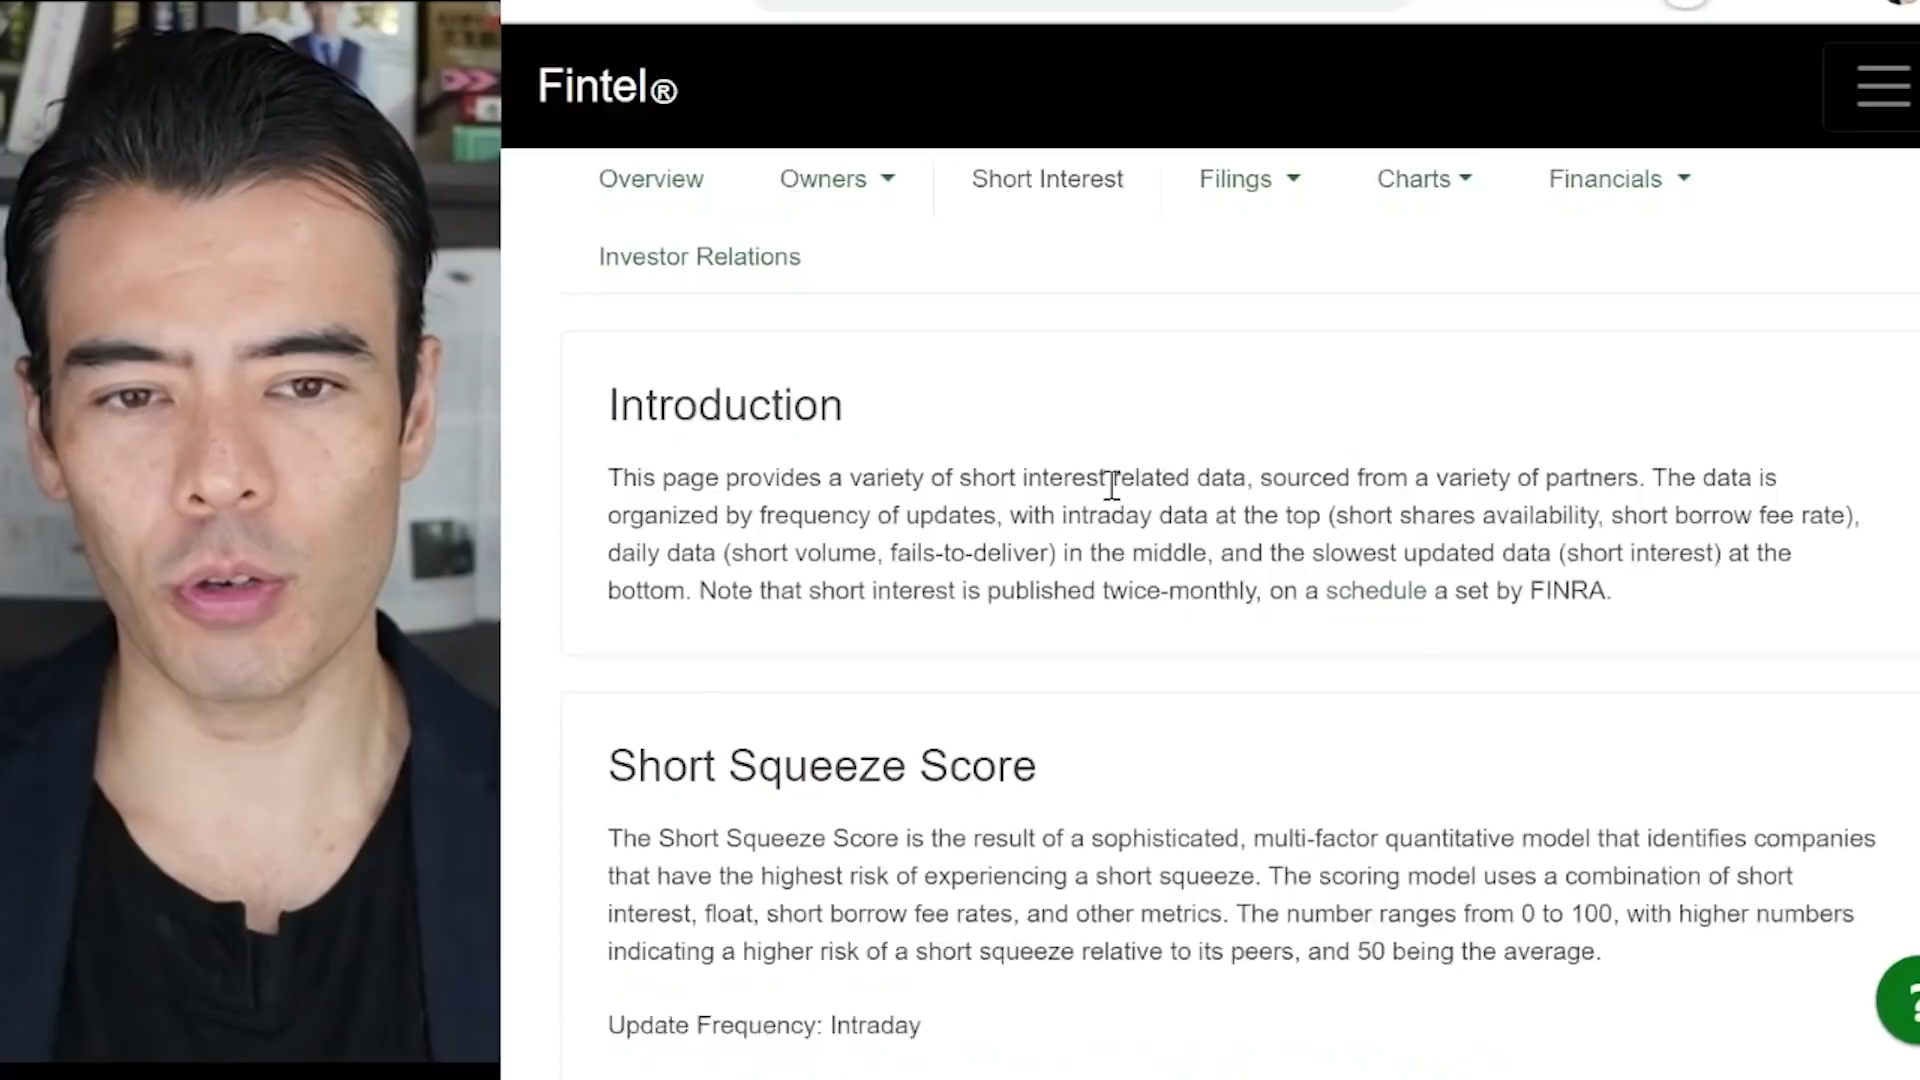 Fintel®
Overview Owners Short Interest Filings Charts Financials
Investor Relations
Introduction
This page provides a variety of short interest related data, sourced from a variety of partners. The data is
organized by frequency of updates, with intraday data at the top (short shares availability, short borrow fee rate),
daily data (short volume, fails-to-deliver) in the middle, and the slowest updated data (short interest) at the
bottom. Note that short interest is published twice-monthly, on a schedule a set by FINRA.
Short Squeeze Score
The Short Squeeze Score is the result of a sophisticated, multi-factor quantitative model that identifies companies
that have the highest risk of experiencing a short squeeze. The scoring model uses a combination of short
interest, float, short borrow fee rates, and other metrics. The number ranges from 0 to 100, with higher numbers
indicating a higher risk of a short squeeze relative to its peers, and 50 being the average.
Update Frequency: Intraday
?